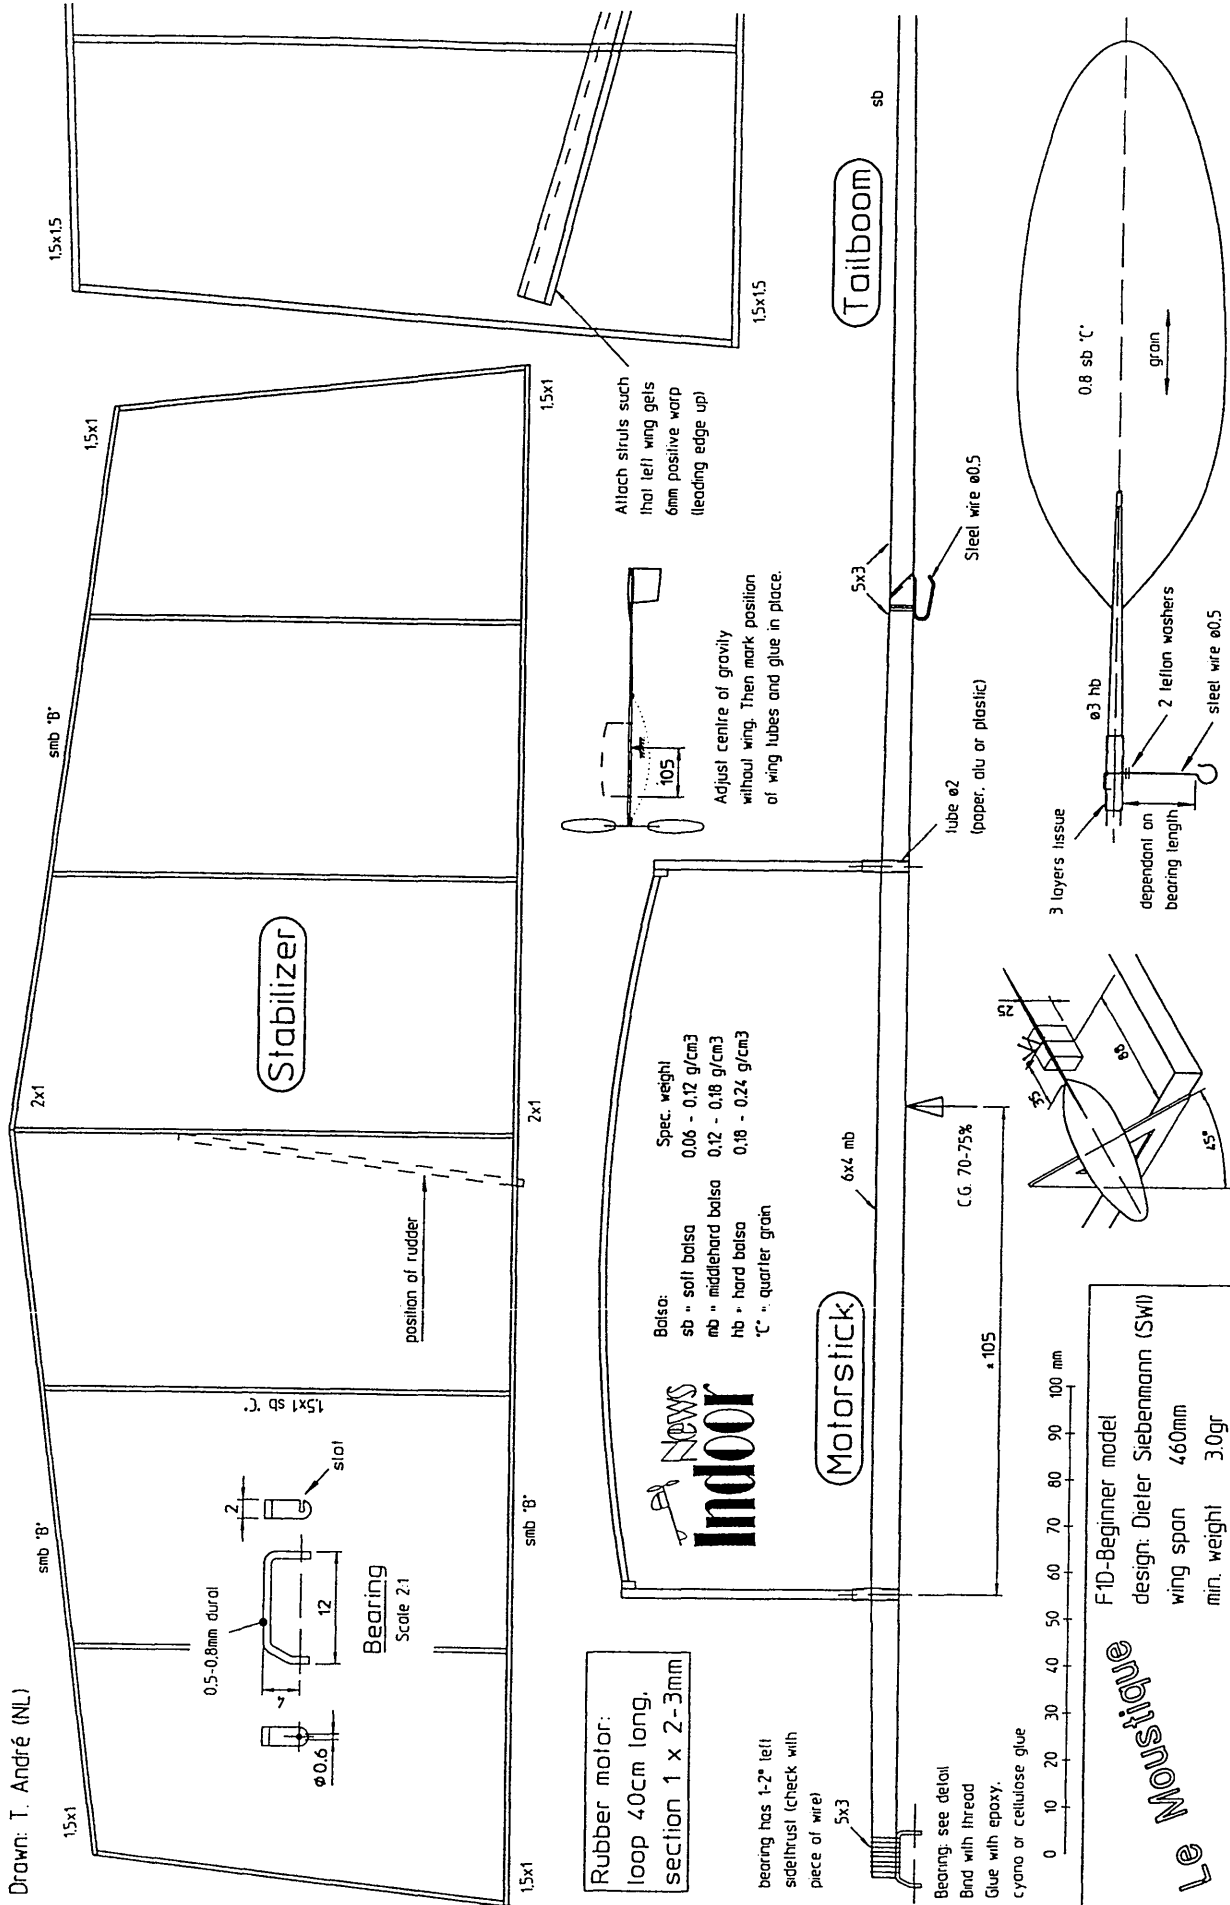 Drawn: T. André (NL)
1,5x1
smb "B"
2x1
smb "B"
1,5x1
1,5x1
smb "B"
2x1
1,5x1
1,5x1 sb "C"
Stabilizer
position of rudder
0,5-0,8mm dural
slot
2
12
4
ø0.6
Bearing
Scale 2:1
1,5x1,5
1,5x1,5
Attach struts such
that left wing gets
6mm positive warp
(leading edge up)
Rubber motor:
loop 40cm long,
section 1 x 2-3mm
Indoor
News
Balsa: Spec. weight
sb = soft balsa 0,06 - 0,12 g/cm3
mb = middlehard balsa 0,12 - 0,18 g/cm3
hb = hard balsa 0,18 - 0,24 g/cm3
"C" = quarter grain
105
Adjust centre of gravity
without wing. Then mark position
of wing tubes and glue in place.
bearing has 1-2° left
sidethrust (check with
piece of wire)
5x3
Motorstick
6x4 mb
tube ø2
(paper, alu or plastic)
5x3
Steel wire ø0,5
Tailboom
sb
Bearing: see detail
Bind with thread
Glue with epoxy,
cyano or cellulose glue
±105
C.G. 70-75%
0 10 20 30 40 50 60 70 80 90 100 mm
Le Moustique
F1D-Beginner model
design: Dieter Siebenmann (SWI)
wing span 460mm
min. weight 3.0gr
35
25
88
45°
3 layers tissue
dependant on
bearing length
ø3 hb
2 teflon washers
steel wire ø0,5
0.8 sb "C"
grain